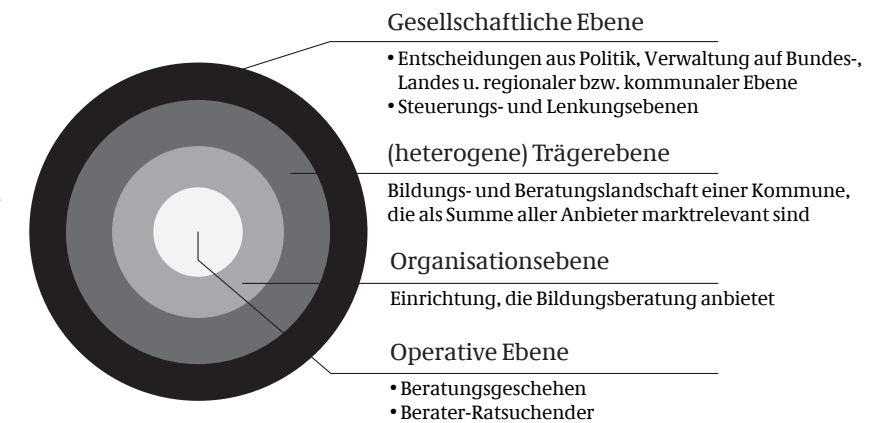 Gesellschaftliche Ebene
• Entscheidungen aus Politik, Verwaltung auf Bundes-,
Landes u. regionaler bzw. kommunaler Ebene
• Steuerungs- und Lenkungsebenen
(heterogene) Trägerebene
Bildungs- und Beratungslandschaft einer Kommune,
die als Summe aller Anbieter marktrelevant sind
Organisationsebene
Einrichtung, die Bildungsberatung anbietet
Operative Ebene
• Beratungsgeschehen
• Berater-Ratsuchender